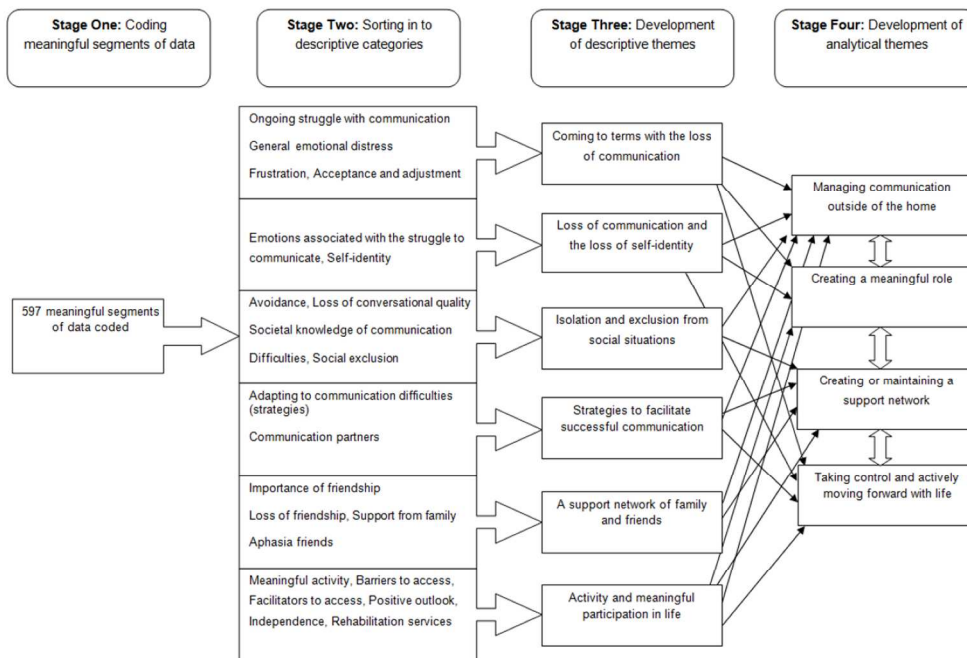 Stage One: Coding
meaningful segments of data
Stage Two: Sorting in to
descriptive categories
Stage Three: Development
of descriptive themes
Stage Four: Development of
analytical themes
597 meaningful segments
of data coded
Ongoing struggle with communication
General emotional distress
Frustration, Acceptance and adjustment
Emotions associated with the struggle to
communicate, Self-identity
Avoidance, Loss of conversational quality
Societal knowledge of communication
Difficulties, Social exclusion
Adapting to communication difficulties
(strategies)
Communication partners
Importance of friendship
Loss of friendship, Support from family
Aphasia friends
Meaningful activity, Barriers to access,
Facilitators to access, Positive outlook,
Independence, Rehabilitation services
Coming to terms with the loss
of communication
Loss of communication and
the loss of self-identity
Isolation and exclusion from
social situations
Strategies to facilitate
successful communication
A support network of family
and friends
Activity and meaningful
participation in life
Managing communication
outside of the home
Creating a meaningful role
Creating or maintaining a
support network
Taking control and actively
moving forward with life